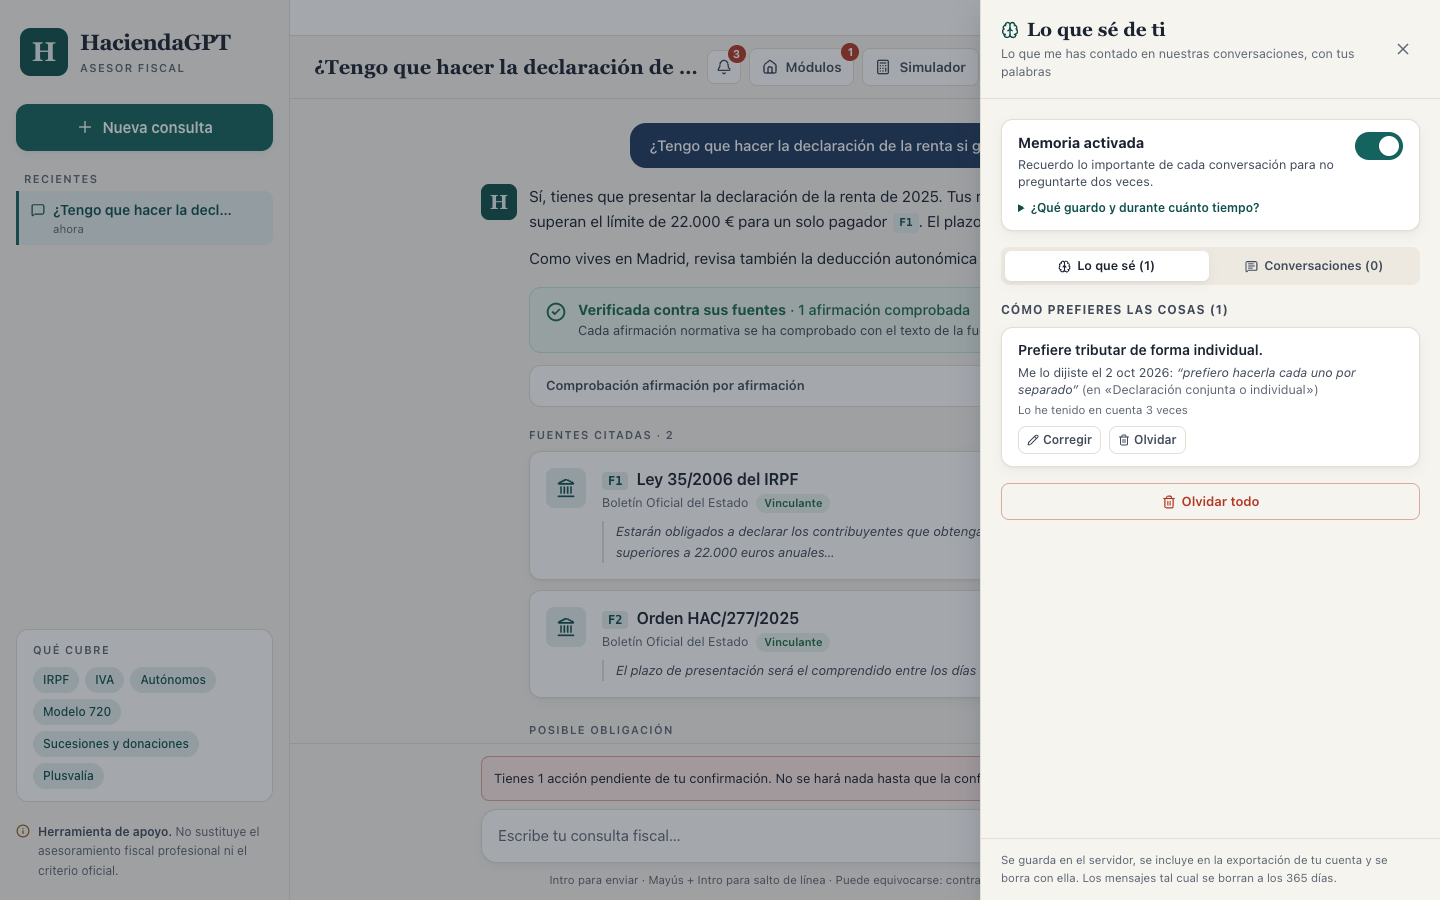 H
HaciendaGPT
ASESOR FISCAL
Nueva consulta
RECIENTES
¿Tengo que hacer la decl...
ahora
QUÉ CUBRE
IRPF
IVA
Autónomos
Modelo 720
Sucesiones y donaciones
Plusvalía
Herramienta de apoyo. No sustituye el
asesoramiento fiscal profesional ni el
criterio oficial.
¿Tengo que hacer la declaración de ...
3
Módulos
1
Simulador
¿Tengo que hacer la declaración de la renta si g
H
Sí, tienes que presentar la declaración de la renta de 2025. Tus
superan el límite de 22.000 € para un solo pagador F1 . El plazo
Como vives en Madrid, revisa también la deducción autonómica
Verificada contra sus fuentes · 1 afirmación comprobada
Cada afirmación normativa se ha comprobado con el texto de la fu
Comprobación afirmación por afirmación
FUENTES CITADAS · 2
F1 Ley 35/2006 del IRPF
Boletín Oficial del Estado Vinculante
Estarán obligados a declarar los contribuyentes que obtenga
superiores a 22.000 euros anuales…
F2 Orden HAC/277/2025
Boletín Oficial del Estado Vinculante
El plazo de presentación será el comprendido entre los días
POSIBLE OBLIGACIÓN
Tienes 1 acción pendiente de tu confirmación. No se hará nada hasta que la conf
Escribe tu consulta fiscal...
Intro para enviar · Mayús + Intro para salto de línea · Puede equivocarse: contra
Lo que sé de ti
Lo que me has contado en nuestras conversaciones, con tus
palabras
Memoria activada
Recuerdo lo importante de cada conversación para no
preguntarte dos veces.
¿Qué guardo y durante cuánto tiempo?
Lo que sé (1)
Conversaciones (0)
CÓMO PREFIERES LAS COSAS (1)
Prefiere tributar de forma individual.
Me lo dijiste el 2 oct 2026: “prefiero hacerla cada uno por
separado” (en «Declaración conjunta o individual»)
Lo he tenido en cuenta 3 veces
Corregir
Olvidar
Olvidar todo
Se guarda en el servidor, se incluye en la exportación de tu cuenta y se
borra con ella. Los mensajes tal cual se borran a los 365 días.